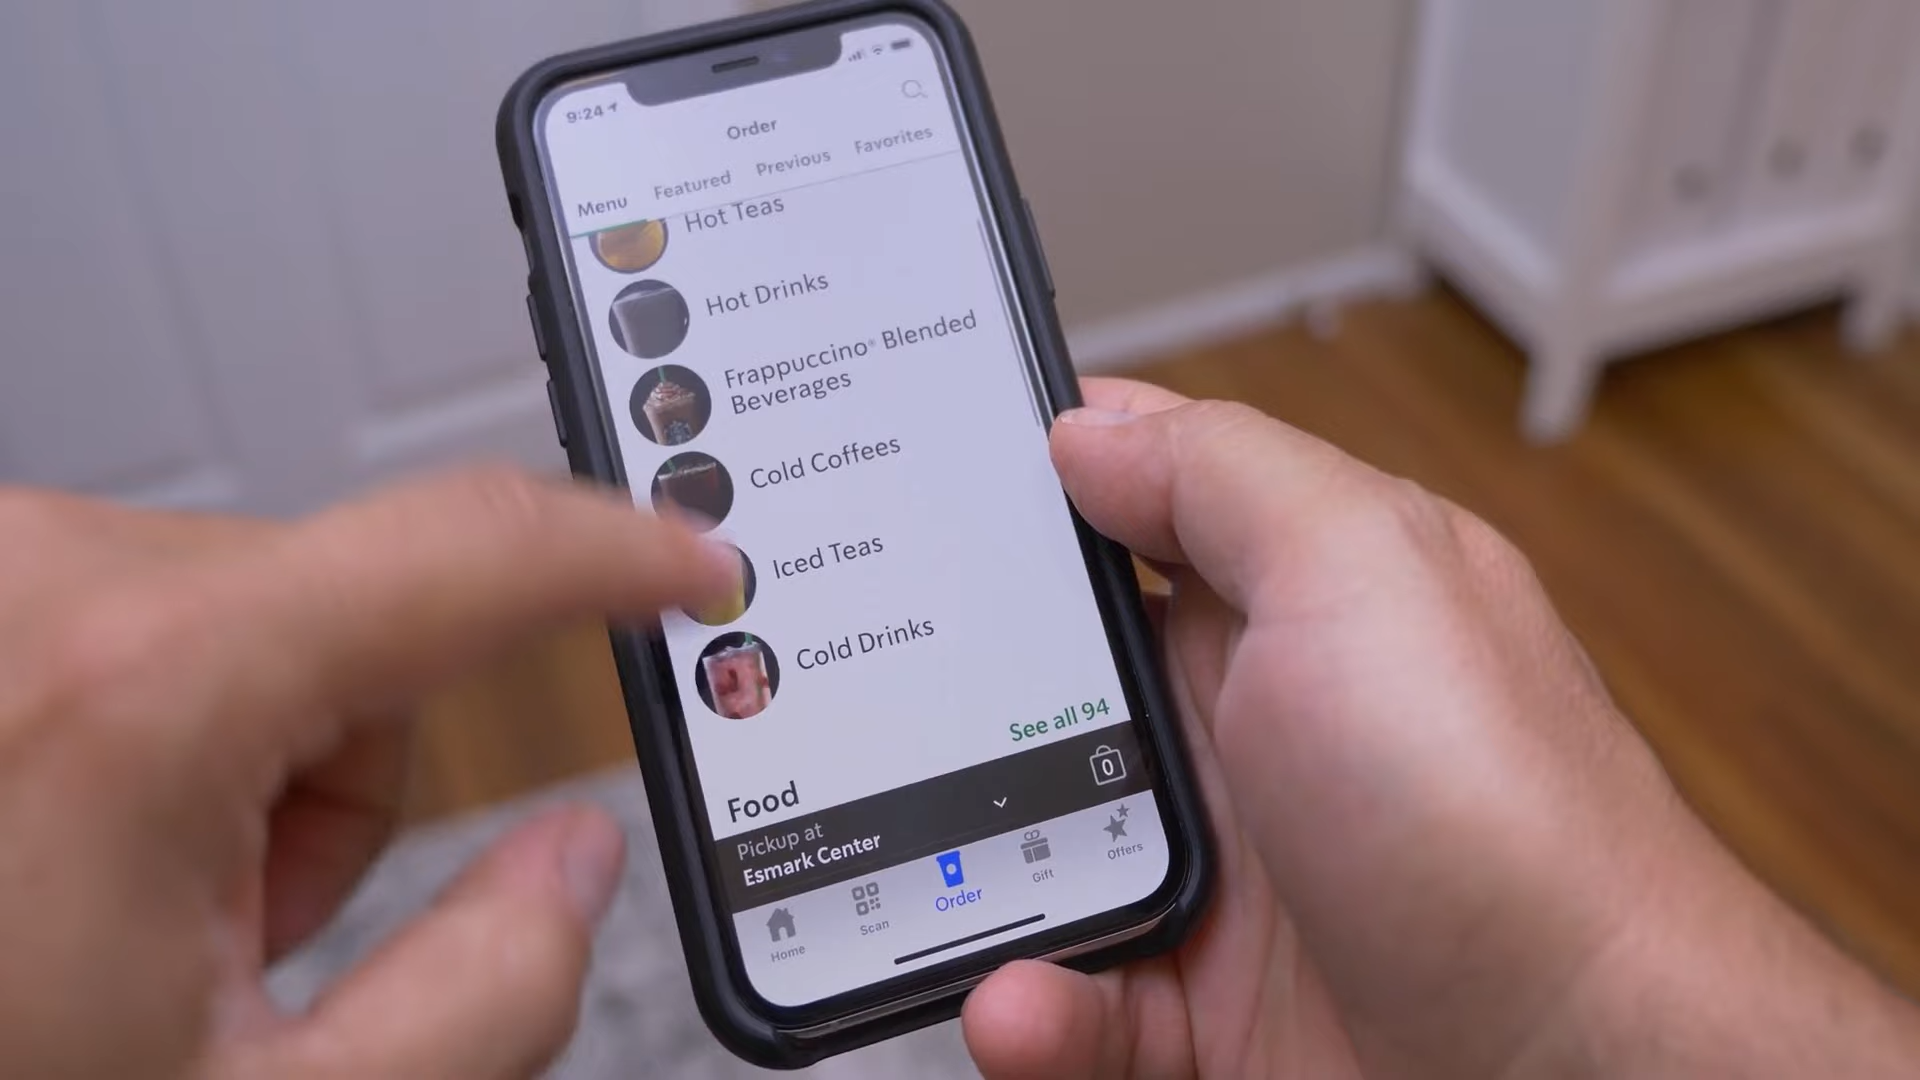 9:24
Order
Menu
Featured
Previous
Favorites
Hot Teas
Hot Drinks
Frappuccino® Blended
Beverages
Cold Coffees
Iced Teas
Cold Drinks
See all 94
Food
Pickup at
Esmark Center
0
Home
Scan
Order
Gift
Offers